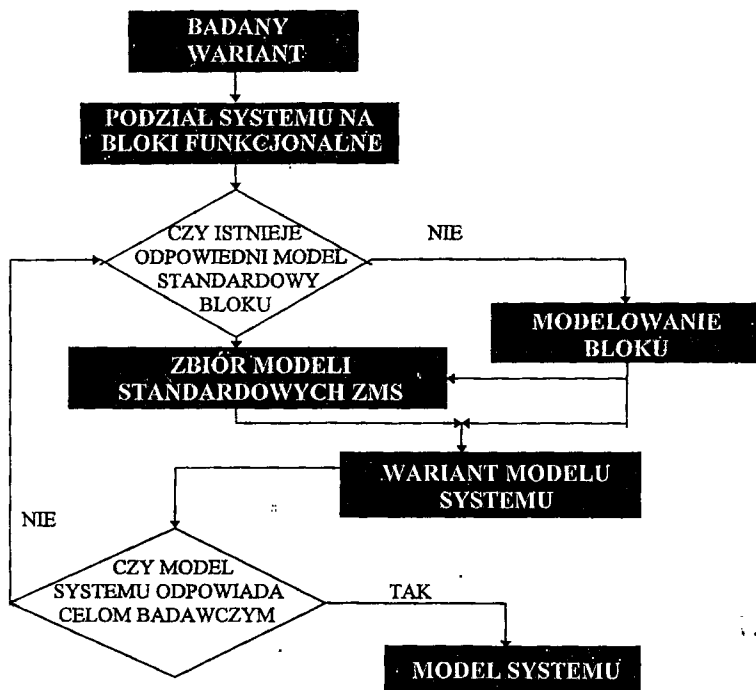 BADANY
WARIANT
PODZIAŁ SYSTEMU NA
BLOKI FUNKCJONALNE
CZY ISTNIEJE
ODPOWIEDNI MODEL
STANDARDOWY
BLOKU
NIE
MODELOWANIE
BLOKU
ZBIÓR MODELI
STANDARDOWYCH ZMS
WARIANT MODELU
SYSTEMU
NIE
CZY MODEL
SYSTEMU ODPOWIADA
CELOM BADAWCZYM
TAK
MODEL SYSTEMU